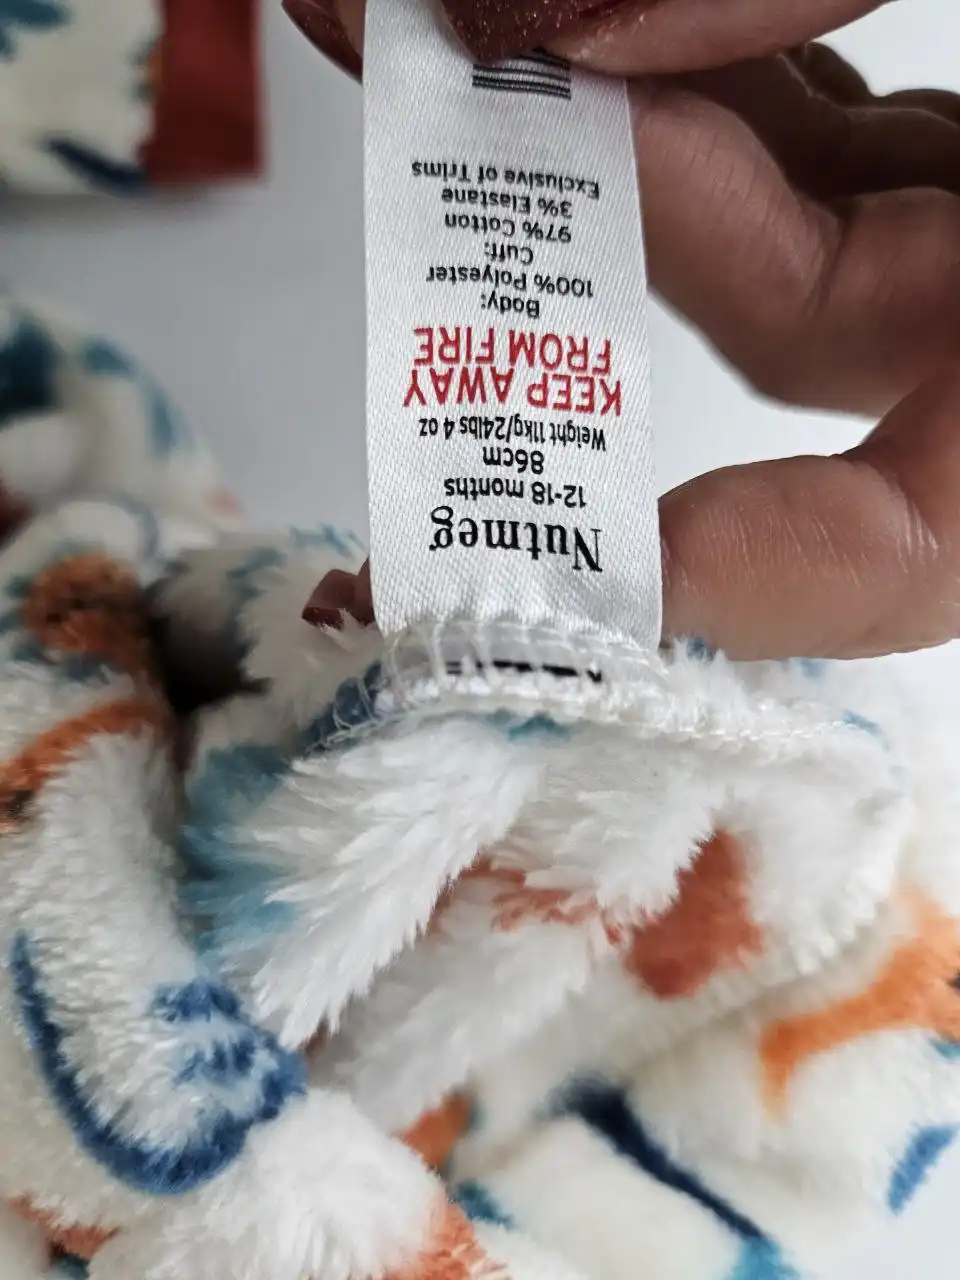 Nutmeg
12-18 months
86cm
Weight 11kg/24lbs 4 oz
KEEP AWAY
FROM FIRE
Body:
100% Polyester
Cuff:
97% Cotton
3% Elastane
Exclusive of Trims